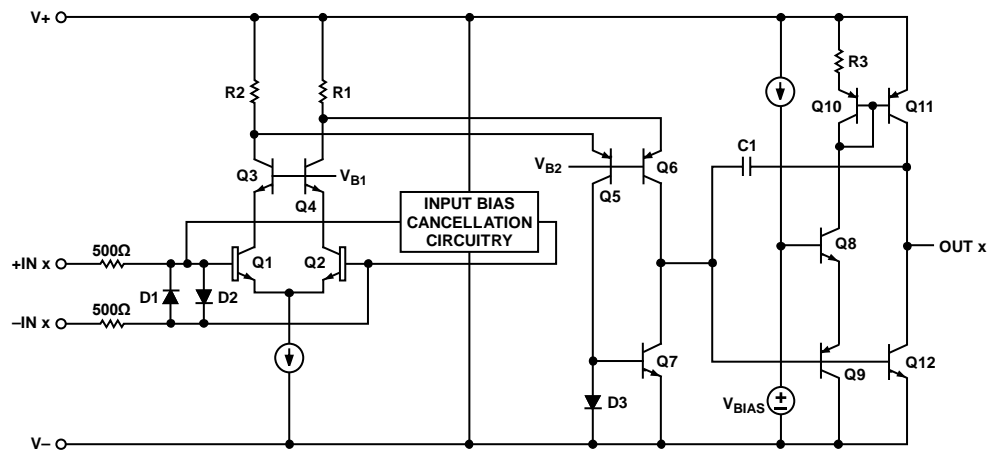 V+
R2
R1
R3
Q10
Q11
C1
Q3
VB1
Q4
VB2
Q5
Q6
INPUT BIAS
CANCELLATION
CIRCUITRY
Q8
OUT x
500Ω
+IN x
Q1
Q2
D1
D2
500Ω
–IN x
Q7
Q9
Q12
D3
VBIAS
V–